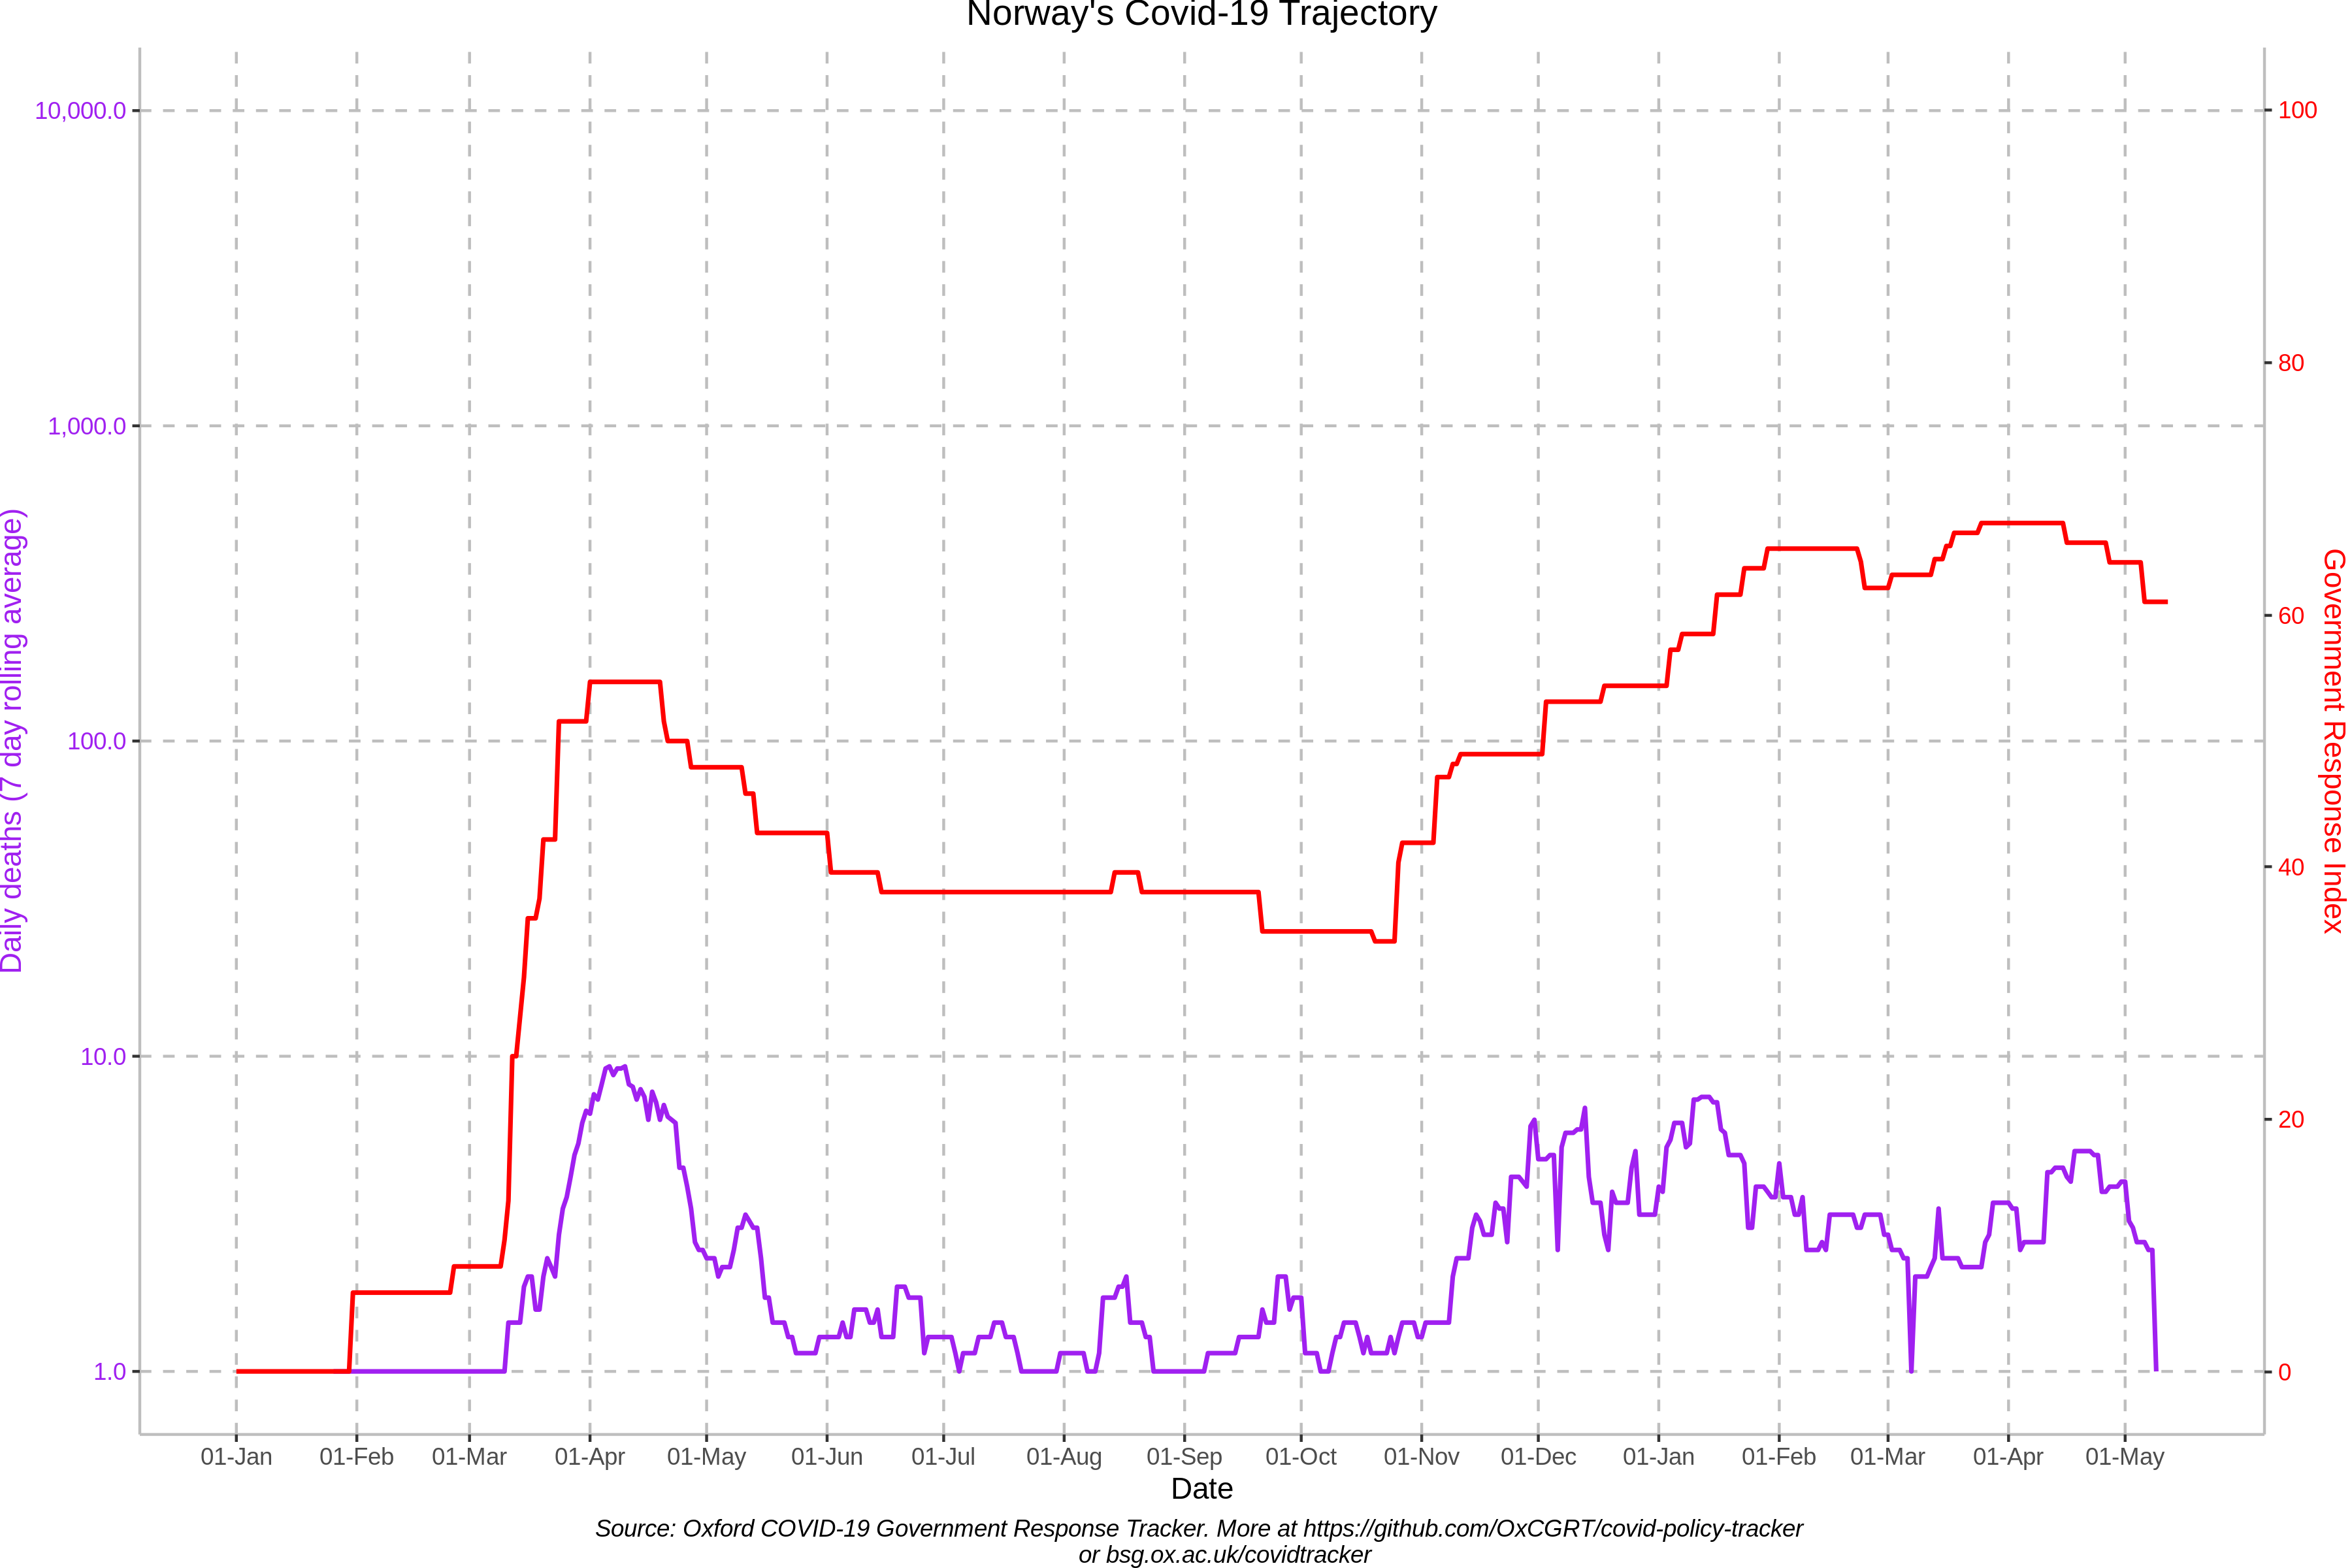 Norway's Covid-19 Trajectory
10,000.0
1,000.0
100.0
10.0
1.0
Daily deaths (7 day rolling average)
100
80
60
40
20
0
Government Response Index
01-Jan 01-Feb 01-Mar 01-Apr 01-May 01-Jun 01-Jul 01-Aug 01-Sep 01-Oct 01-Nov 01-Dec 01-Jan 01-Feb 01-Mar 01-Apr 01-May
Date
Source: Oxford COVID-19 Government Response Tracker. More at https://github.com/OxCGRT/covid-policy-tracker
or bsg.ox.ac.uk/covidtracker